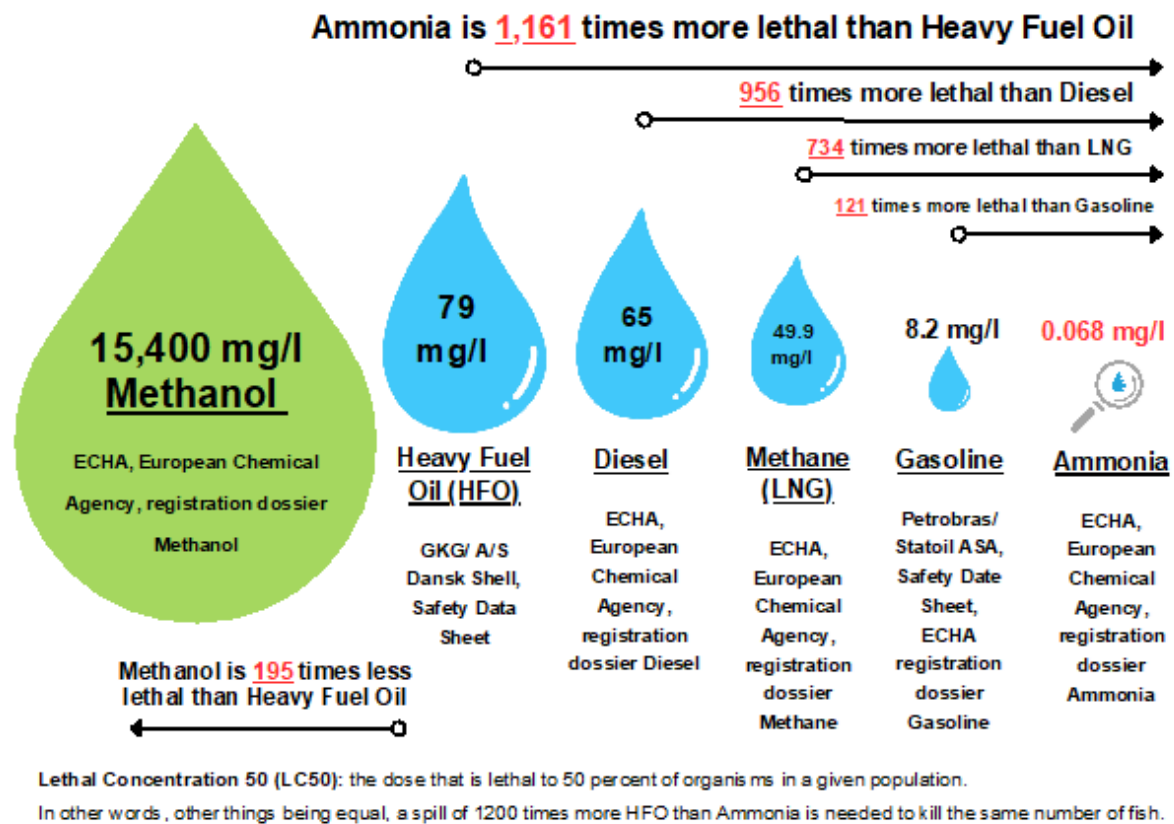 Ammonia is 1,161 times more lethal than Heavy Fuel Oil
956 times more lethal than Diesel
734 times more lethal than LNG
121 times more lethal than Gasoline
15,400 mg/l
Methanol
ECHA, European Chemical
Agency, registration dossier
Methanol
Methanol is 195 times less
lethal than Heavy Fuel Oil
79
mg/l
Heavy Fuel
Oil (HFO)
GKG/ A/S
Dansk Shell,
Safety Data
Sheet
65
mg/l
Diesel
ECHA,
European
Chemical
Agency,
registration
dossier Diesel
49.9
mg/l
Methane
(LNG)
ECHA,
European
Chemical
Agency,
registration
dossier
Methane
8.2 mg/l
Gasoline
Petrobras/
Statoil ASA,
Safety Date
Sheet,
ECHA
registration
dossier
Gasoline
0.068 mg/l
Ammonia
ECHA,
European
Chemical
Agency,
registration
dossier
Ammonia
Lethal Concentration 50 (LC50): the dose that is lethal to 50 percent of organisms in a given population.
In other words, other things being equal, a spill of 1200 times more HFO than Ammonia is needed to kill the same number of fish.